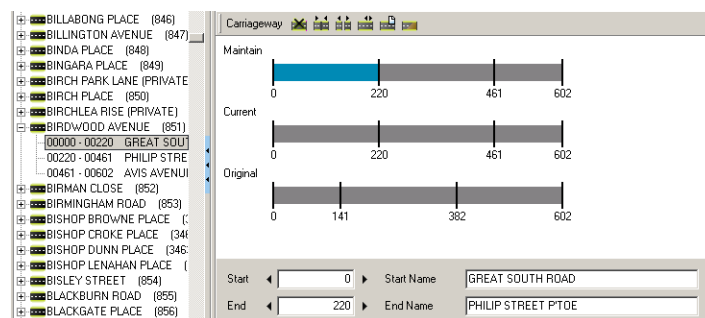 BILLABONG PLACE (846)
BILLINGTON AVENUE (847)
BINDA PLACE (848)
BINGARA PLACE (849)
BIRCH PARK LANE (PRIVATE
BIRCH PLACE (850)
BIRCHLEA RISE (PRIVATE)
BIRDWOOD AVENUE (851)
00000 - 00220 GREAT SOUT
00220 - 00461 PHILIP STRE
00461 - 00602 AVIS AVENUI
BIRMAN CLOSE (852)
BIRMINGHAM ROAD (853)
BISHOP BROWNE PLACE (
BISHOP CROKE PLACE (346
BISHOP DUNN PLACE (346
BISHOP LENAHAN PLACE (
BISLEY STREET (854)
BLACKBURN ROAD (855)
BLACKGATE PLACE (856)
Carriageway
Maintain
0 220 461 602
Current
0 220 461 602
Original
0 141 382 602
Start 0 Start Name GREAT SOUTH ROAD
End 220 End Name PHILIP STREET P'TOE